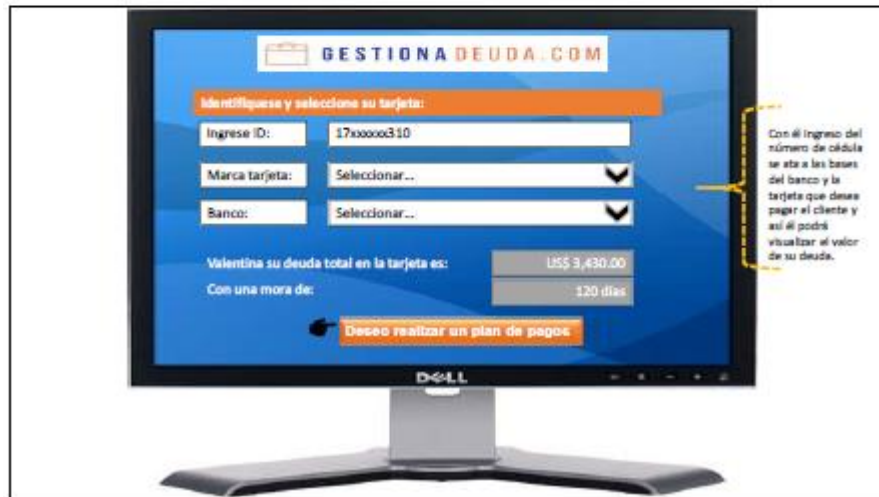 GESTIONADEUDA.COM
Identifíquese y seleccione su tarjeta:
Ingrese ID:
17xxxxxx310
Marca tarjeta:
Seleccionar...
Banco:
Seleccionar...
Valentina su deuda total en la tarjeta es:
US$ 3,430.00
Con una mora de:
120 días
Deseo realizar un plan de pagos
DELL
Con el ingreso del
número de cédula
se ata a las bases
del banco y la
tarjeta que desea
pagar el cliente y
así él podrá
visualizar el valor
de su deuda.